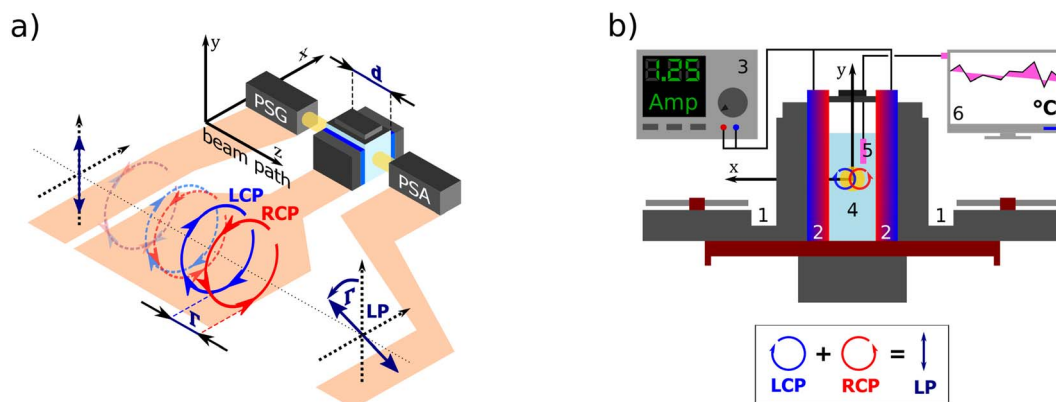 a)
y
x
d
PSG
z
beam path
PSA
LCP
RCP
Γ
LP
Γ
b)
1.25
3
Amp
y
6
°C
5
x
4
1
1
2
2
LCP + RCP = LP